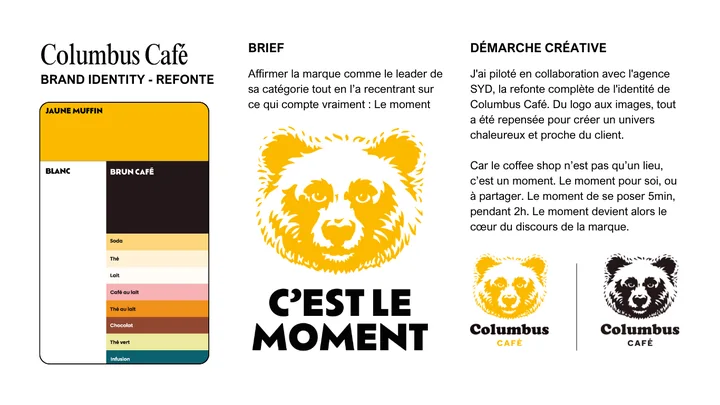 Columbus Café
BRAND IDENTITY - REFONTE
JAUNE MUFFIN
BLANC
BRUN CAFÉ
Soda
Thé
Lait
Café au lait
Thé au lait
Chocolat
Thé vert
Infusion
BRIEF
Affirmer la marque comme le leader de
sa catégorie tout en l’a recentrant sur
ce qui compte vraiment : Le moment
C’EST LE
MOMENT
DÉMARCHE CRÉATIVE
J'ai piloté en collaboration avec l'agence
SYD, la refonte complète de l'identité de
Columbus Café. Du logo aux images, tout
a été repensée pour créer un univers
chaleureux et proche du client.
Car le coffee shop n’est pas qu’un lieu,
c’est un moment. Le moment pour soi, ou
à partager. Le moment de se poser 5min,
pendant 2h. Le moment devient alors le
cœur du discours de la marque.
Columbus
CAFÉ
Columbus
CAFÉ